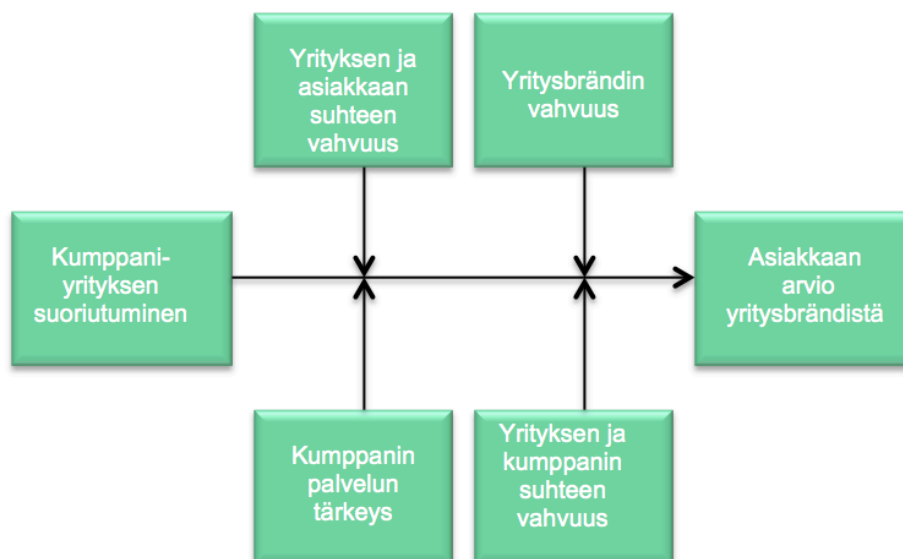 Yrityksen ja
asiakkaan
suhteen
vahvuus
Yritysbrändin
vahvuus
Kumppani-
yrityksen
suoriutuminen
Asiakkaan
arvio
yritysbrändistä
Kumppanin
palvelun
tärkeys
Yrityksen ja
kumppanin
suhteen
vahvuus